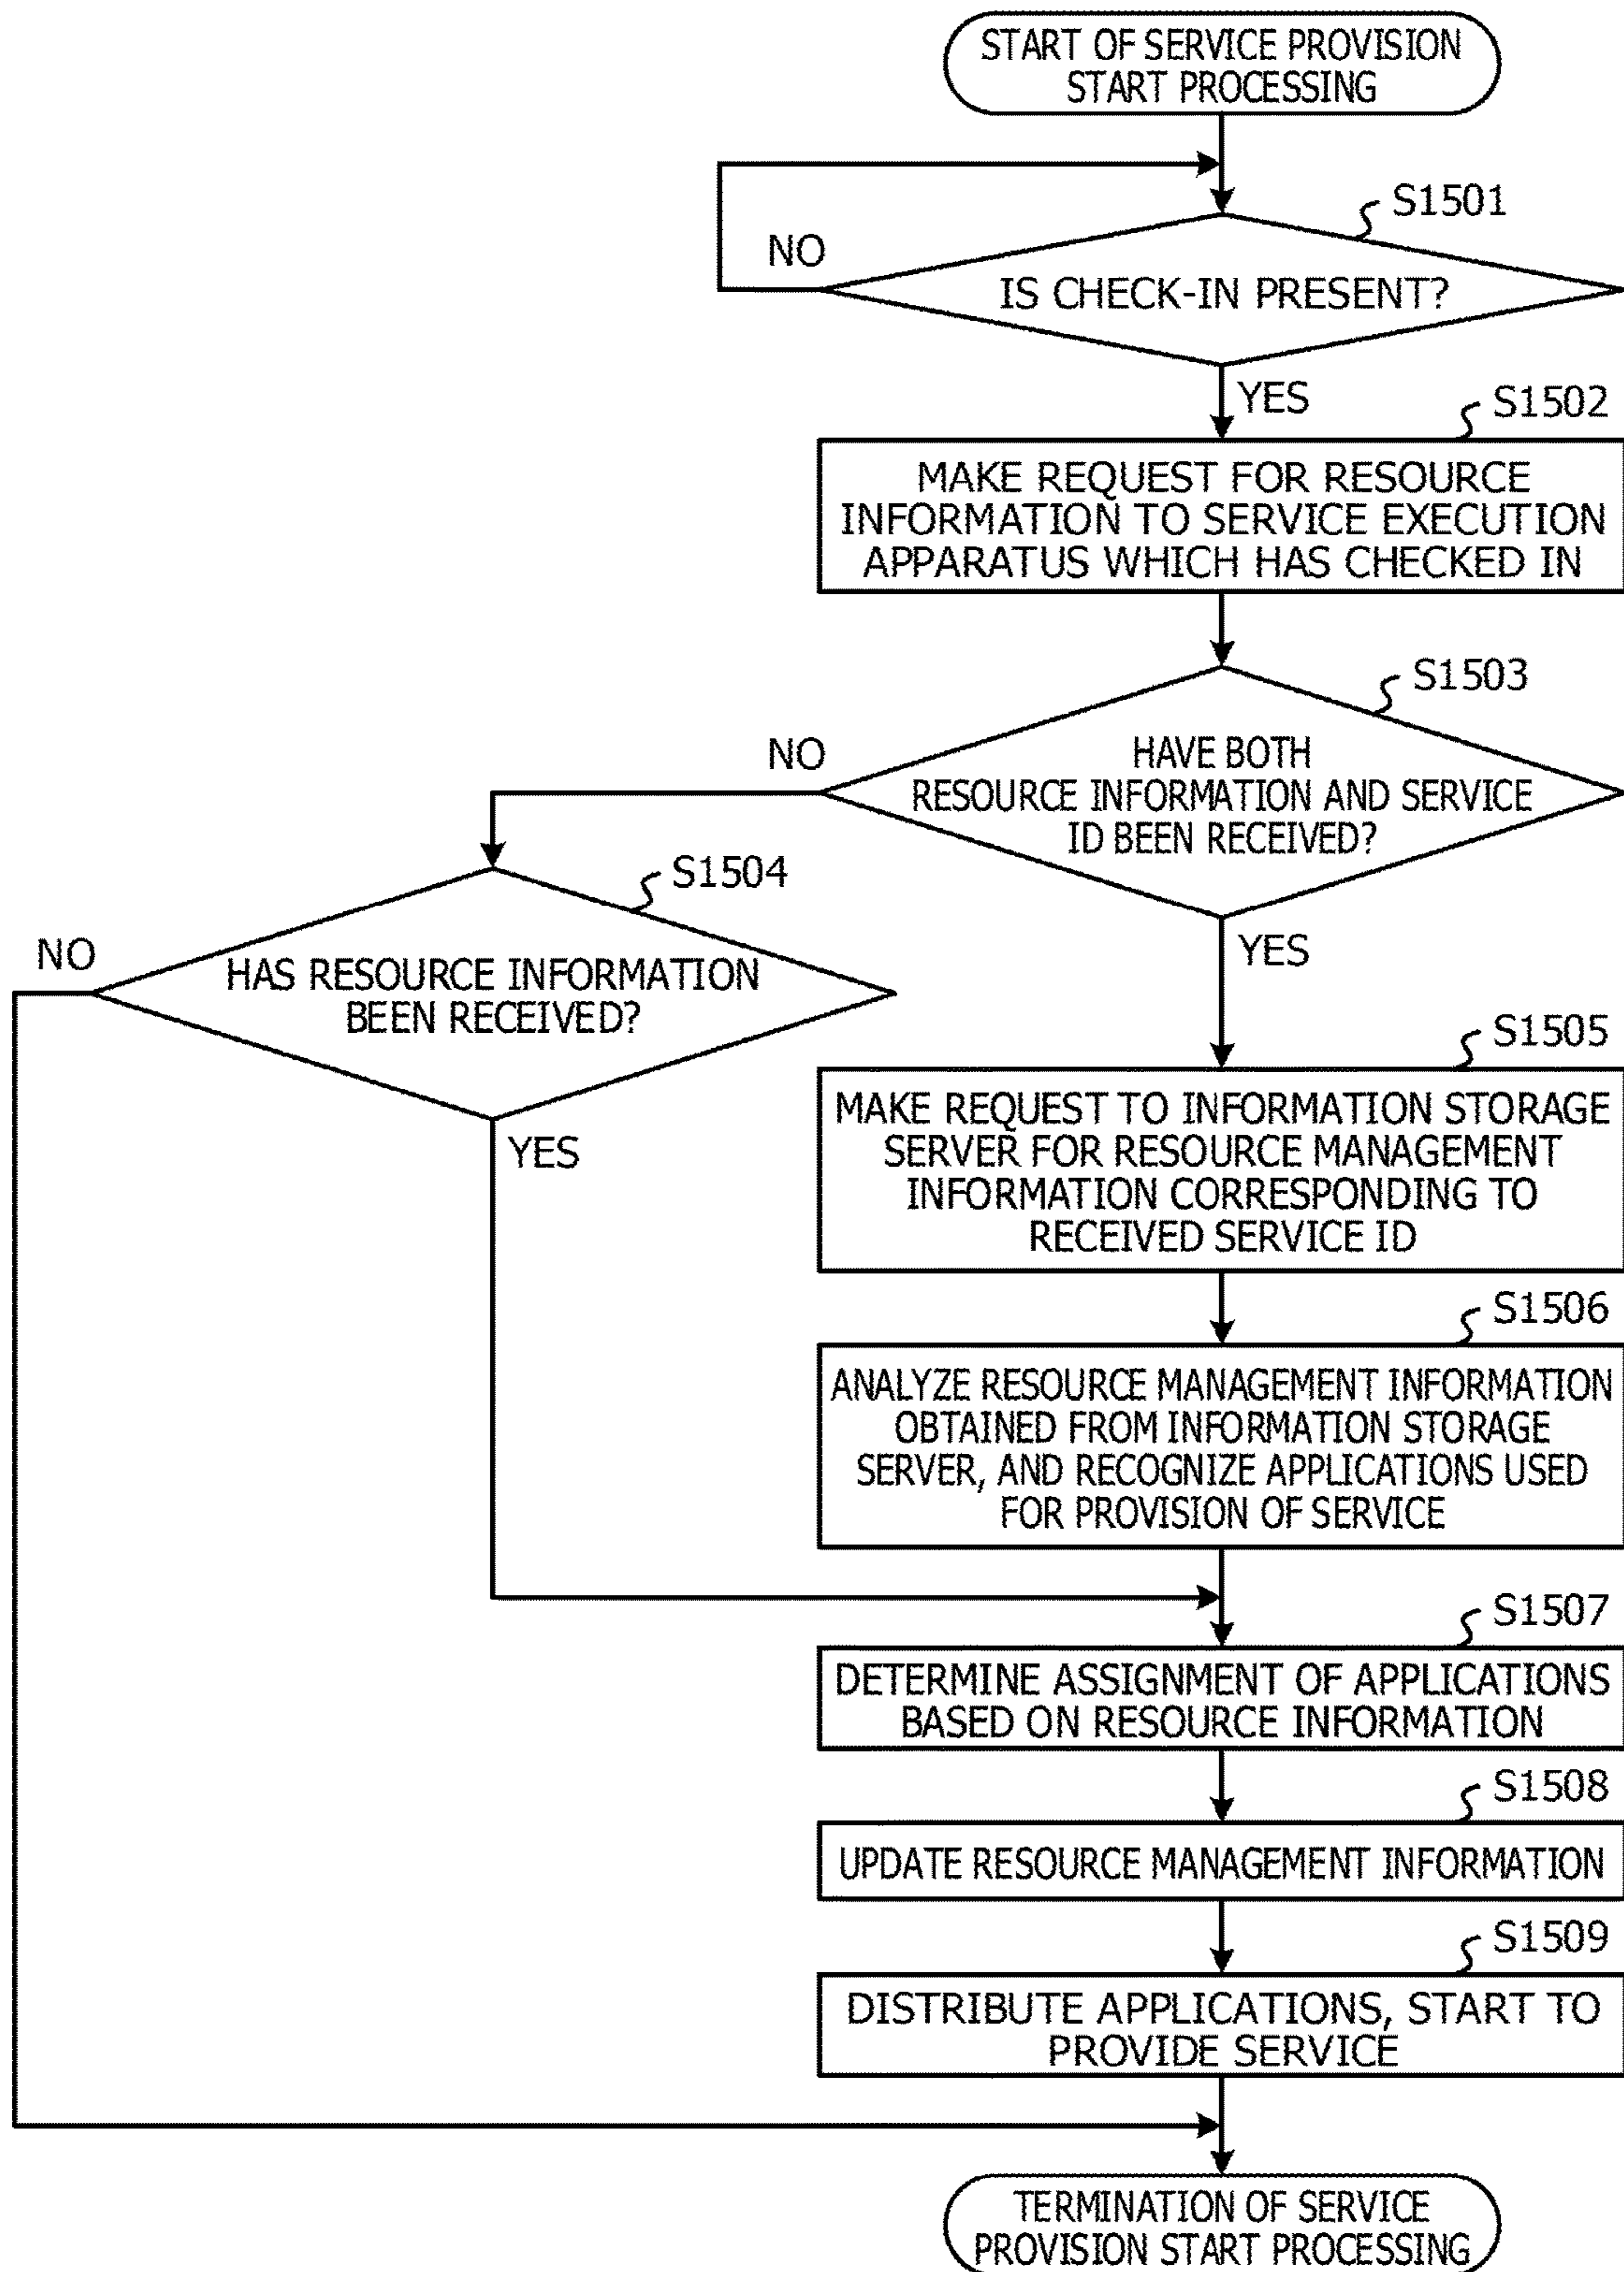 START OF SERVICE PROVISION
START PROCESSING
S1501
NO
IS CHECK-IN PRESENT?
YES
S1502
MAKE REQUEST FOR RESOURCE
INFORMATION TO SERVICE EXECUTION
APPARATUS WHICH HAS CHECKED IN
S1503
NO
HAVE BOTH
RESOURCE INFORMATION AND SERVICE
ID BEEN RECEIVED?
S1504
NO
HAS RESOURCE INFORMATION
BEEN RECEIVED?
YES
YES
S1505
MAKE REQUEST TO INFORMATION STORAGE
SERVER FOR RESOURCE MANAGEMENT
INFORMATION CORRESPONDING TO
RECEIVED SERVICE ID
S1506
ANALYZE RESOURCE MANAGEMENT INFORMATION
OBTAINED FROM INFORMATION STORAGE
SERVER, AND RECOGNIZE APPLICATIONS USED
FOR PROVISION OF SERVICE
S1507
DETERMINE ASSIGNMENT OF APPLICATIONS
BASED ON RESOURCE INFORMATION
S1508
UPDATE RESOURCE MANAGEMENT INFORMATION
S1509
DISTRIBUTE APPLICATIONS, START TO
PROVIDE SERVICE
TERMINATION OF SERVICE
PROVISION START PROCESSING